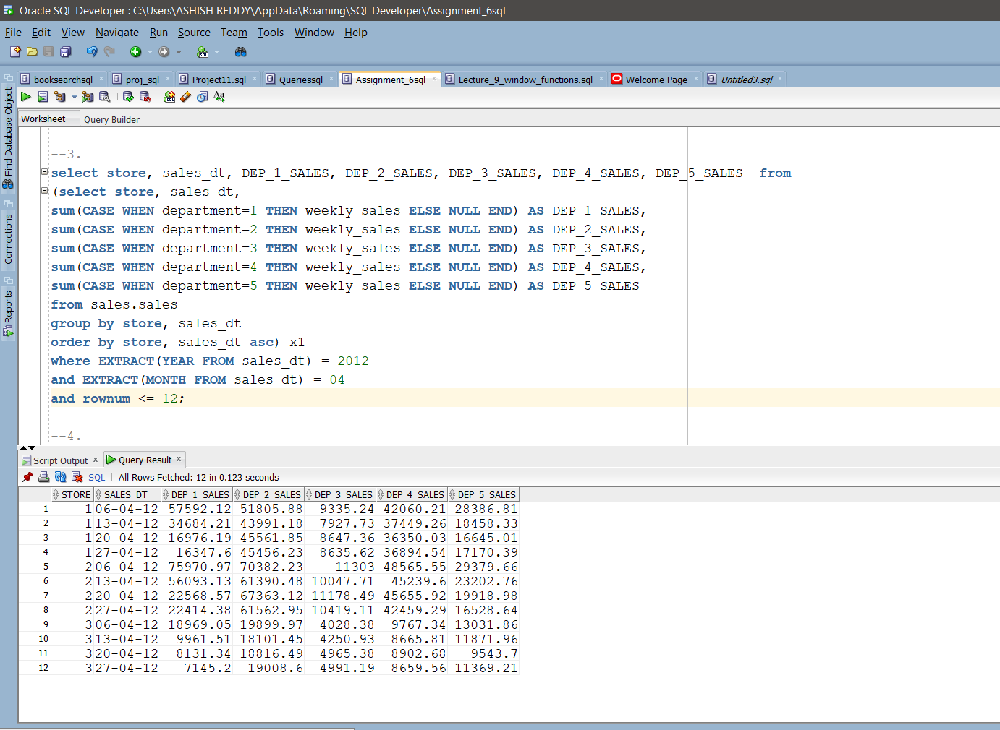 Oracle SQL Developer : C:\Users\ASHISH REDDY\AppData\Roaming\SQL Developer\Assignment_6sql
File Edit View Navigate Run Source Team Tools Window Help
booksearchsql proj_sql Project11.sql Queriessql Assignment_6sql Lecture_9_window_functions.sql Welcome Page Untitled3.sql
Find Database Object
Connections
Reports
Worksheet Query Builder
--3.
select store, sales_dt, DEP_1_SALES, DEP_2_SALES, DEP_3_SALES, DEP_4_SALES, DEP_5_SALES  from
(select store, sales_dt,
sum(CASE WHEN department=1 THEN weekly_sales ELSE NULL END) AS DEP_1_SALES,
sum(CASE WHEN department=2 THEN weekly_sales ELSE NULL END) AS DEP_2_SALES,
sum(CASE WHEN department=3 THEN weekly_sales ELSE NULL END) AS DEP_3_SALES,
sum(CASE WHEN department=4 THEN weekly_sales ELSE NULL END) AS DEP_4_SALES,
sum(CASE WHEN department=5 THEN weekly_sales ELSE NULL END) AS DEP_5_SALES
from sales.sales
group by store, sales_dt
order by store, sales_dt asc) x1
where EXTRACT(YEAR FROM sales_dt) = 2012
and EXTRACT(MONTH FROM sales_dt) = 04
and rownum <= 12;
--4.
Script Output x Query Result x
SQL | All Rows Fetched: 12 in 0.123 seconds
STORE SALES_DT DEP_1_SALES DEP_2_SALES DEP_3_SALES DEP_4_SALES DEP_5_SALES
1 1 06-04-12 57592.12 51805.88 9335.24 42060.21 28386.81
2 1 13-04-12 34684.21 43991.18 7927.73 37449.26 18458.33
3 1 20-04-12 16976.19 45561.85 8647.36 36350.03 16645.01
4 1 27-04-12 16347.6 45456.23 8635.62 36894.54 17170.39
5 2 06-04-12 75970.97 70382.23 11303 48565.55 29379.66
6 2 13-04-12 56093.13 61390.48 10047.71 45239.6 23202.76
7 2 20-04-12 22568.57 67363.12 11178.49 45655.92 19918.98
8 2 27-04-12 22414.38 61562.95 10419.11 42459.29 16528.64
9 3 06-04-12 18969.05 19899.97 4028.38 9767.34 13031.86
10 3 13-04-12 9961.51 18101.45 4250.93 8665.81 11871.96
11 3 20-04-12 8131.34 18816.49 4965.38 8902.68 9543.7
12 3 27-04-12 7145.2 19008.6 4991.19 8659.56 11369.21